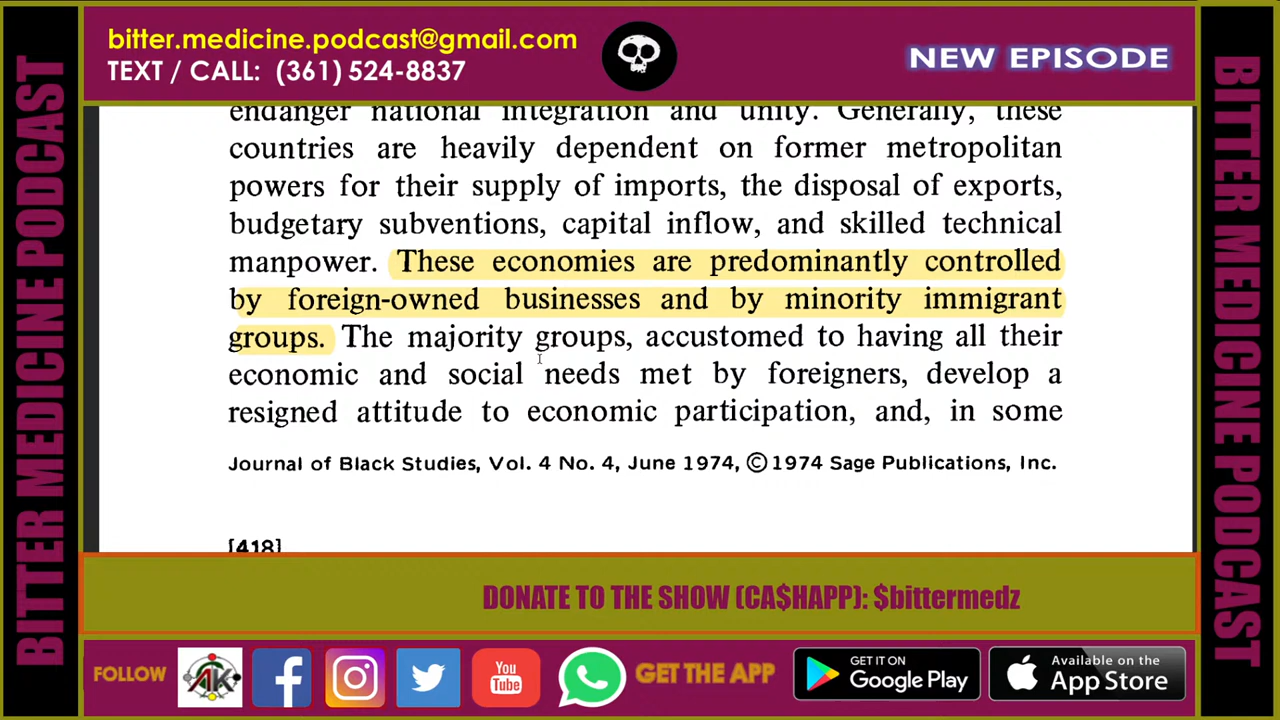 BITTER MEDICINE PODCAST
bitter.medicine.podcast@gmail.com
TEXT / CALL: (361) 524-8837
NEW EPISODE
endanger national integration and unity. Generally, these
countries are heavily dependent on former metropolitan
powers for their supply of imports, the disposal of exports,
budgetary subventions, capital inflow, and skilled technical
manpower. These economies are predominantly controlled
by foreign-owned businesses and by minority immigrant
groups. The majority groups, accustomed to having all their
economic and social needs met by foreigners, develop a
resigned attitude to economic participation, and, in some
Journal of Black Studies, Vol. 4 No. 4, June 1974, ©1974 Sage Publications, Inc.
[418]
DONATE TO THE SHOW (CA$HAPP): $bittermedz
FOLLOW
ATK
You
Tube
GET THE APP
GET IT ON
Google Play
Available on the
App Store
BITTER MEDICINE PODCAST